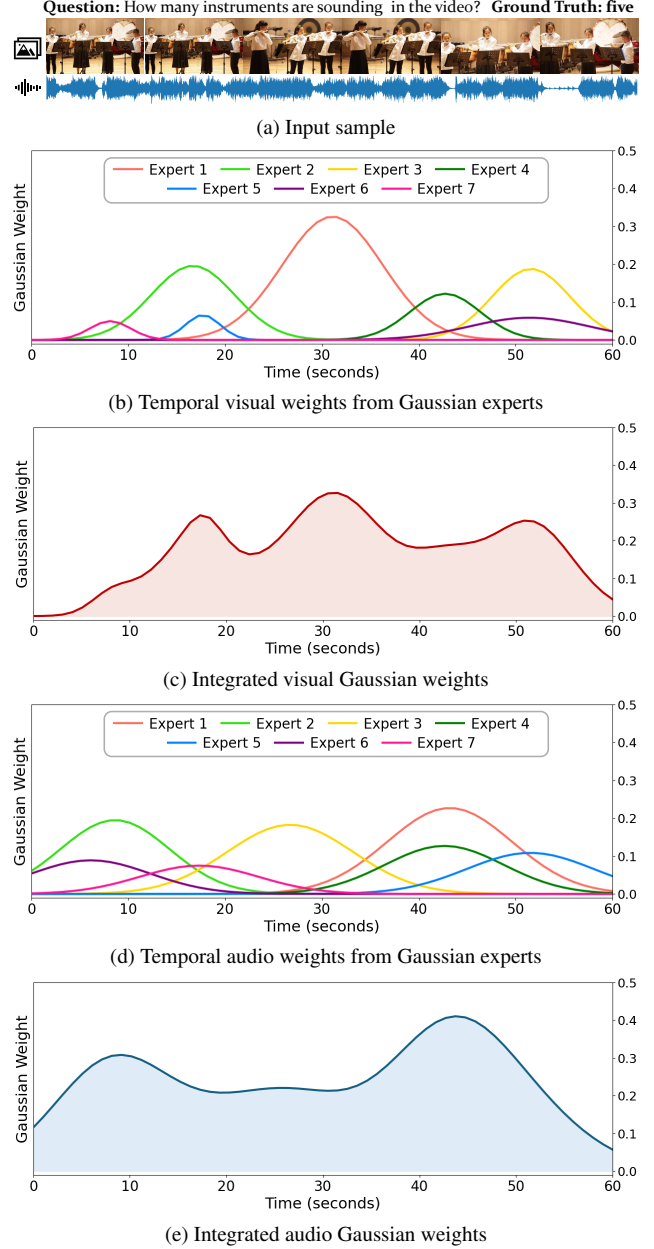 Question: How many instruments are sounding in the video? Ground Truth: five
(a) Input sample
0.5
Expert 1 Expert 2 Expert 3 Expert 4
Expert 5 Expert 6 Expert 7
0.4
0.3
0.2
0.1
0.0
Gaussian Weight
0 10 20 30 40 50 60
Time (seconds)
(b) Temporal visual weights from Gaussian experts
0.5
0.4
0.3
0.2
0.1
0.0
Gaussian Weight
0 10 20 30 40 50 60
Time (seconds)
(c) Integrated visual Gaussian weights
0.5
Expert 1 Expert 2 Expert 3 Expert 4
Expert 5 Expert 6 Expert 7
0.4
0.3
0.2
0.1
0.0
Gaussian Weight
0 10 20 30 40 50 60
Time (seconds)
(d) Temporal audio weights from Gaussian experts
0.5
0.4
0.3
0.2
0.1
0.0
Gaussian Weight
0 10 20 30 40 50 60
Time (seconds)
(e) Integrated audio Gaussian weights